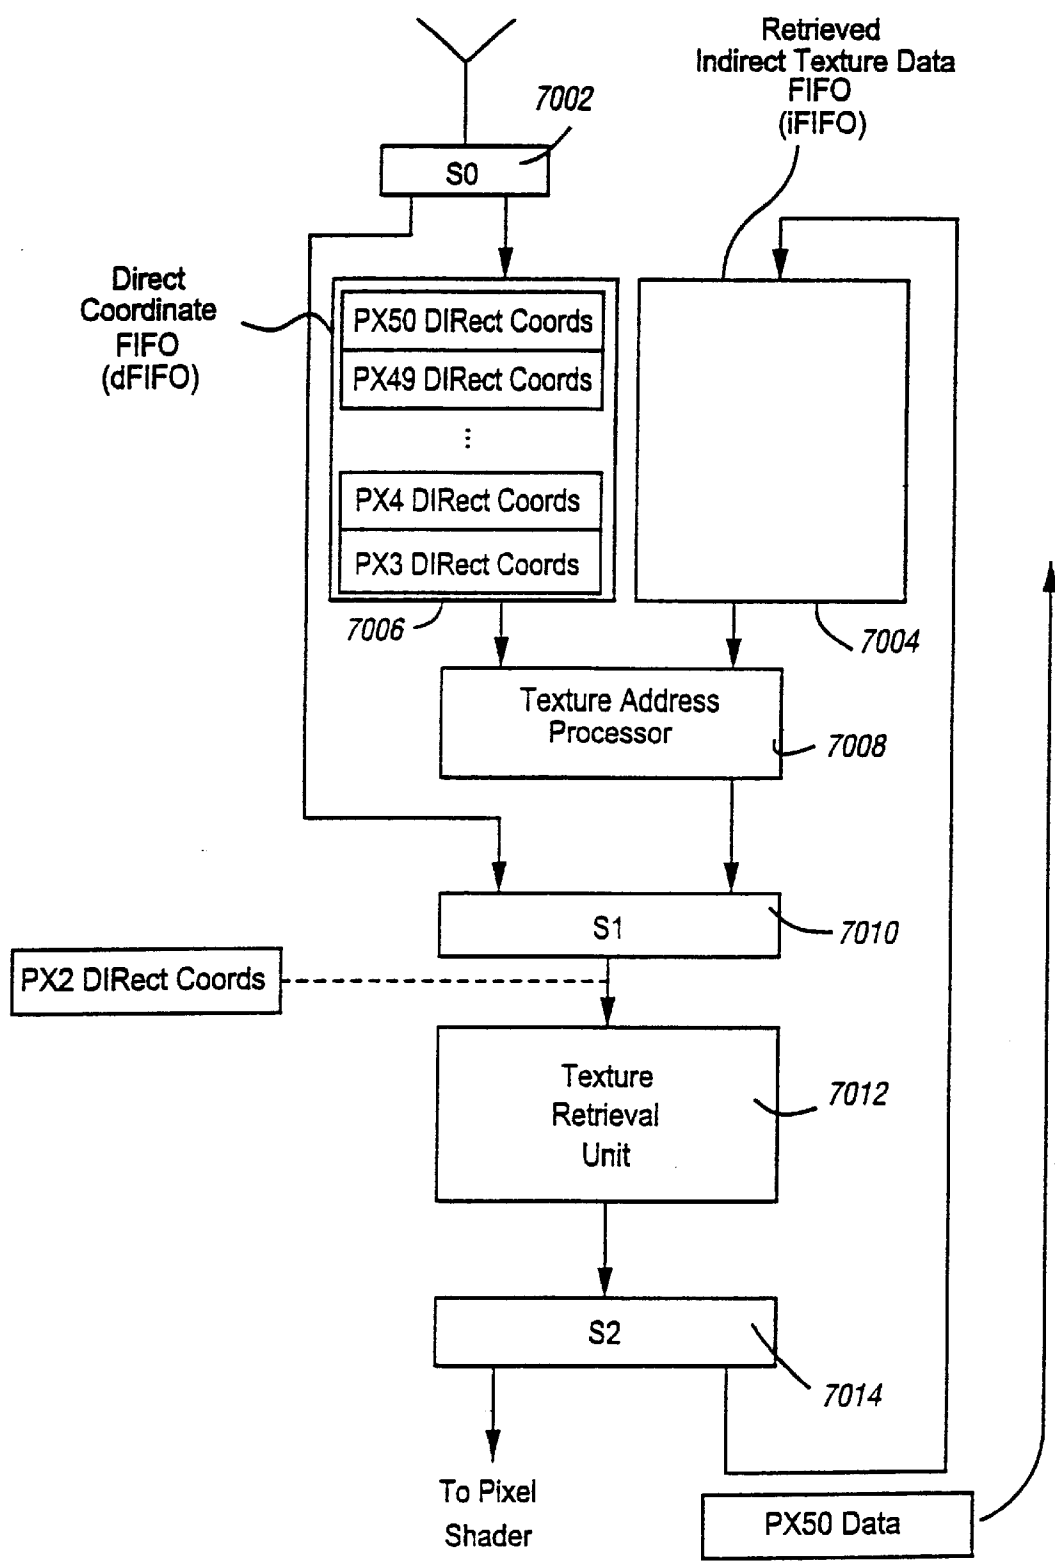 Retrieved
Indirect Texture Data
FIFO
(iFIFO)
7002
S0
Direct
Coordinate
FIFO
(dFIFO)
PX50 DIRect Coords
PX49 DIRect Coords
⋮
PX4 DIRect Coords
PX3 DIRect Coords
7006
7004
Texture Address
Processor
7008
S1
7010
PX2 DIRect Coords
Texture
Retrieval
Unit
7012
S2
7014
To Pixel
Shader
PX50 Data